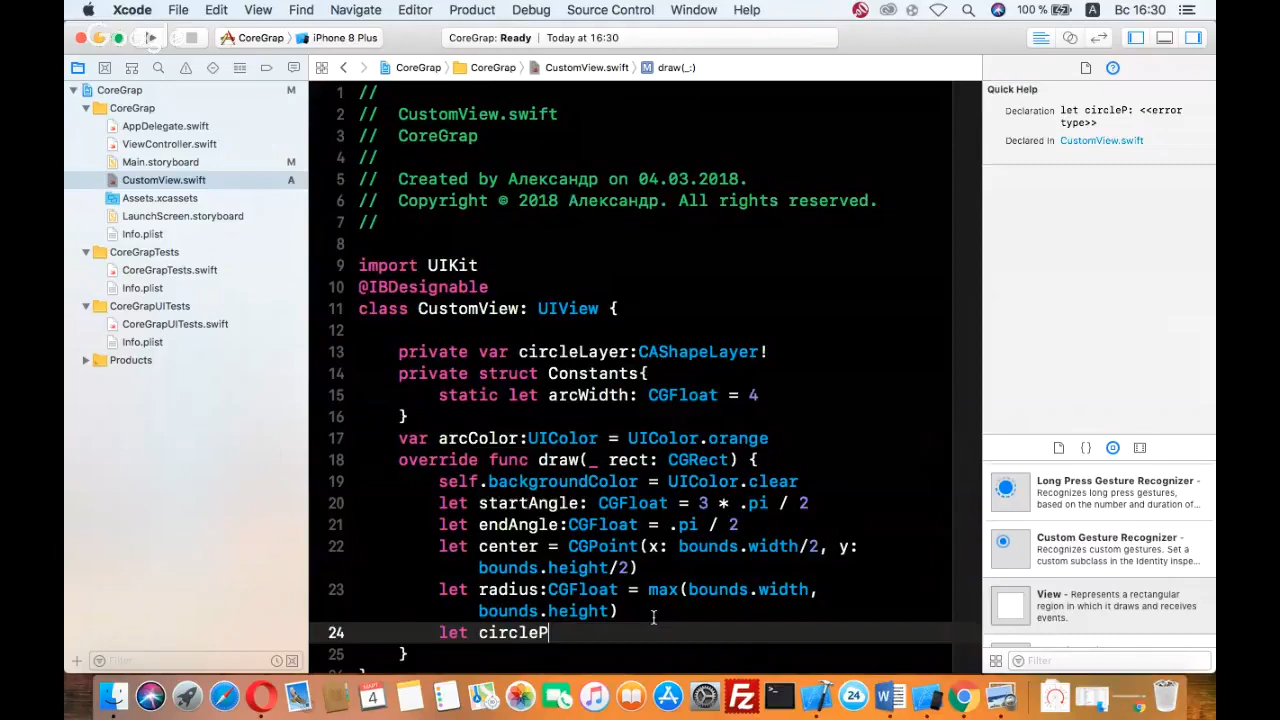 Xcode File Edit View Find Navigate Editor Product Debug Source Control Window Help 100 % A Вс 16:30
CoreGrap iPhone 8 Plus CoreGrap: Ready Today at 16:30
CoreGrap CoreGrap CustomView.swift M draw(_:)
CoreGrap M
CoreGrap
AppDelegate.swift
ViewController.swift
Main.storyboard M
CustomView.swift A
Assets.xcassets
LaunchScreen.storyboard
Info.plist
CoreGrapTests
CoreGrapTests.swift
Info.plist
CoreGrapUITests
CoreGrapUITests.swift
Info.plist
Products
Filter
1 //
2 // CustomView.swift
3 // CoreGrap
4 //
5 // Created by Александр on 04.03.2018.
6 // Copyright © 2018 Александр. All rights reserved.
7 //
8
9 import UIKit
10 @IBDesignable
11 class CustomView: UIView {
12
13 private var circleLayer:CAShapeLayer!
14 private struct Constants{
15 static let arcWidth: CGFloat = 4
16 }
17 var arcColor:UIColor = UIColor.orange
18 override func draw(_ rect: CGRect) {
19 self.backgroundColor = UIColor.clear
20 let startAngle: CGFloat = 3 * .pi / 2
21 let endAngle:CGFloat = .pi / 2
22 let center = CGPoint(x: bounds.width/2, y:
bounds.height/2)
23 let radius:CGFloat = max(bounds.width,
bounds.height)
24 let circleP
25 }
Quick Help
Declaration let circleP: <<error
type>>
Declared In CustomView.swift
Long Press Gesture Recognizer -
Recognizes long press gestures,
based on the number and duration of...
Custom Gesture Recognizer -
Recognizes custom gestures. Set a
custom subclass in the Identity inspe...
View - Represents a rectangular
region in which it draws and receives
events.
Filter
МАРТ
4
Fz
24
W